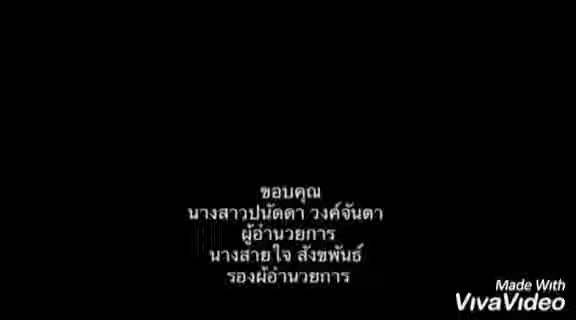 ขอบคุณ
นางสาวปนัดดา วงค์จันดา
ผู้อำนวยการ
นางสายใจ สังขพันธ์
รองผู้อำนวยการ
Made With
VivaVideo